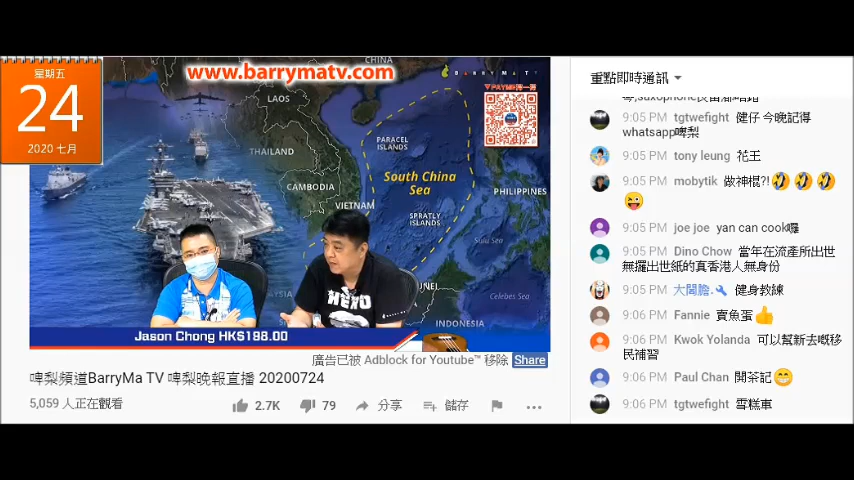 星期五
24
2020 七月
www.barrymatv.com
CHINA
BARRYMATV
LAOS
PARACEL
ISLANDS
THAILAND
South China
Sea
CAMBODIA
PHILIPPINES
VIETNAM
SPRATLY
ISLANDS
Sulu Sea
HERO
Celebes Sea
INDONESIA
Jason Chong HK$198.00
廣告已被 Adblock for Youtube™ 移除 Share
啤梨頻道BarryMa TV 啤梨晚報直播 20200724
5,059 人正在觀看
2.7K 79 分享 儲存
重點即時通訊
9:05 PM tgtwefight 健仔 今晚記得
whatsapp啤梨
9:05 PM tony leung 花王
9:05 PM mobytik 做神棍?!🤣🤣🤣
😜
9:05 PM joe joe yan can cook囉
9:05 PM Dino Chow 當年在流產所出世
無攞出世紙的真香港人無身份
9:05 PM 大闊膽. 健身教練
9:06 PM Fannie 賣魚蛋👍
9:06 PM Kwok Yolanda 可以幫新去嘅移
民補習
9:06 PM Paul Chan 開茶記😁
9:06 PM tgtwefight 雪糕車